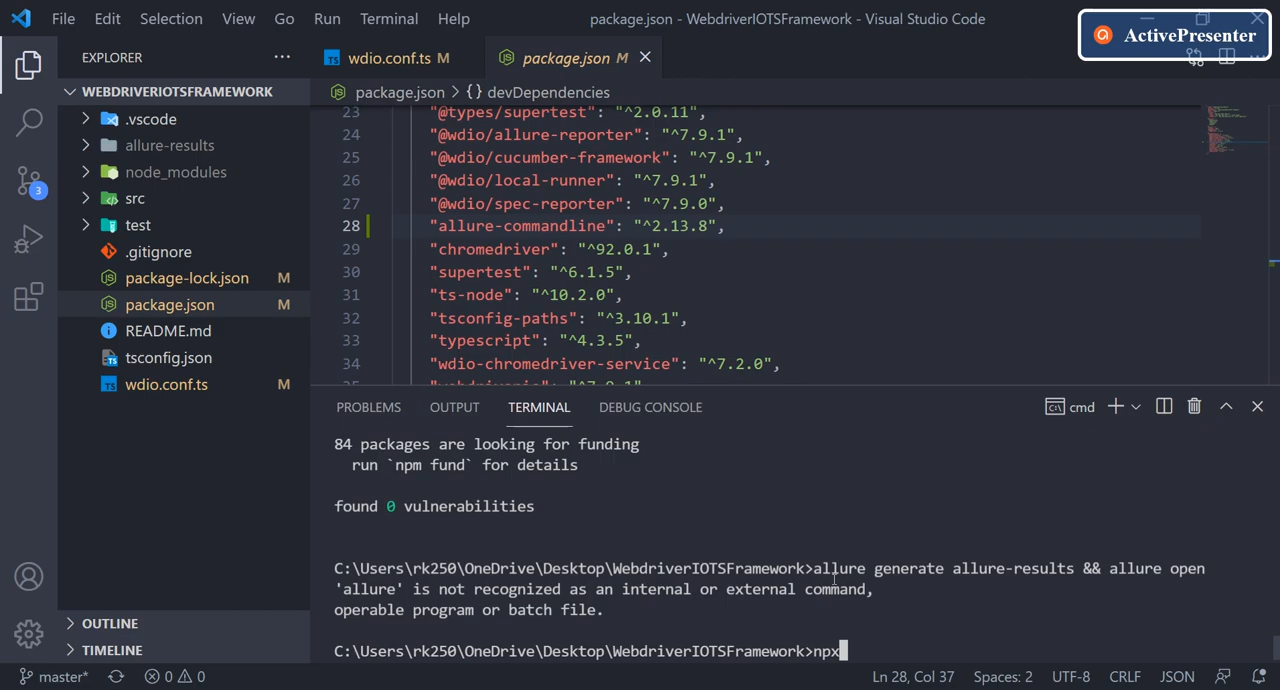 File Edit Selection View Go Run Terminal Help package.json - WebdriverIOTSFramework - Visual Studio Code
ActivePresenter
EXPLORER ···
TS wdio.conf.ts M package.json M
WEBDRIVERIOTSFRAMEWORK
package.json > {} devDependencies
.vscode
allure-results
node_modules
src
test
.gitignore
package-lock.json M
package.json M
README.md
tsconfig.json
TS wdio.conf.ts M
3
23 "@types/supertest": "^2.0.11",
24 "@wdio/allure-reporter": "^7.9.1",
25 "@wdio/cucumber-framework": "^7.9.1",
26 "@wdio/local-runner": "^7.9.1",
27 "@wdio/spec-reporter": "^7.9.0",
28 "allure-commandline": "^2.13.8",
29 "chromedriver": "^92.0.1",
30 "supertest": "^6.1.5",
31 "ts-node": "^10.2.0",
32 "tsconfig-paths": "^3.10.1",
33 "typescript": "^4.3.5",
34 "wdio-chromedriver-service": "^7.2.0",
PROBLEMS OUTPUT TERMINAL DEBUG CONSOLE cmd
84 packages are looking for funding
run `npm fund` for details
found 0 vulnerabilities
C:\Users\rk250\OneDrive\Desktop\WebdriverIOTSFramework>allure generate allure-results && allure open
'allure' is not recognized as an internal or external command,
operable program or batch file.
C:\Users\rk250\OneDrive\Desktop\WebdriverIOTSFramework>npx
OUTLINE
TIMELINE
master* 0 0 Ln 28, Col 37 Spaces: 2 UTF-8 CRLF JSON